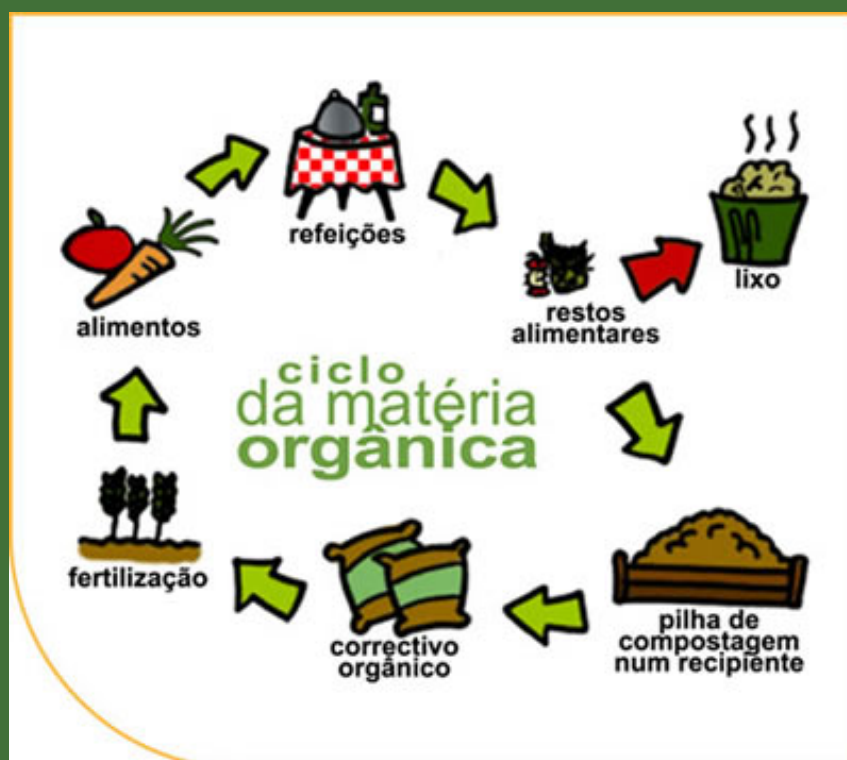 refeições
lixo
restos
alimentares
alimentos
ciclo
da matéria
orgânica
fertilização
correctivo
orgânico
pilha de
compostagem
num recipiente